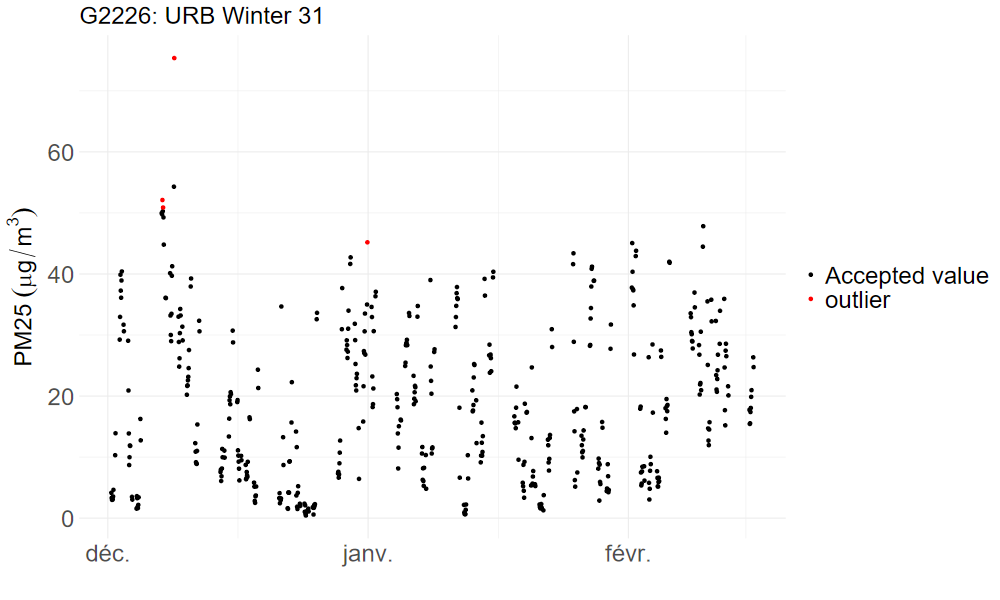 G2226: URB Winter 31
PM25 (μg/m³)
60
40
20
0
déc.
janv.
févr.
Accepted value
outlier